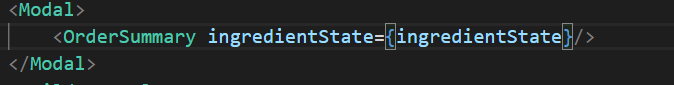 <Modal>
<OrderSummary ingredientState={ingredientState}/>
</Modal>